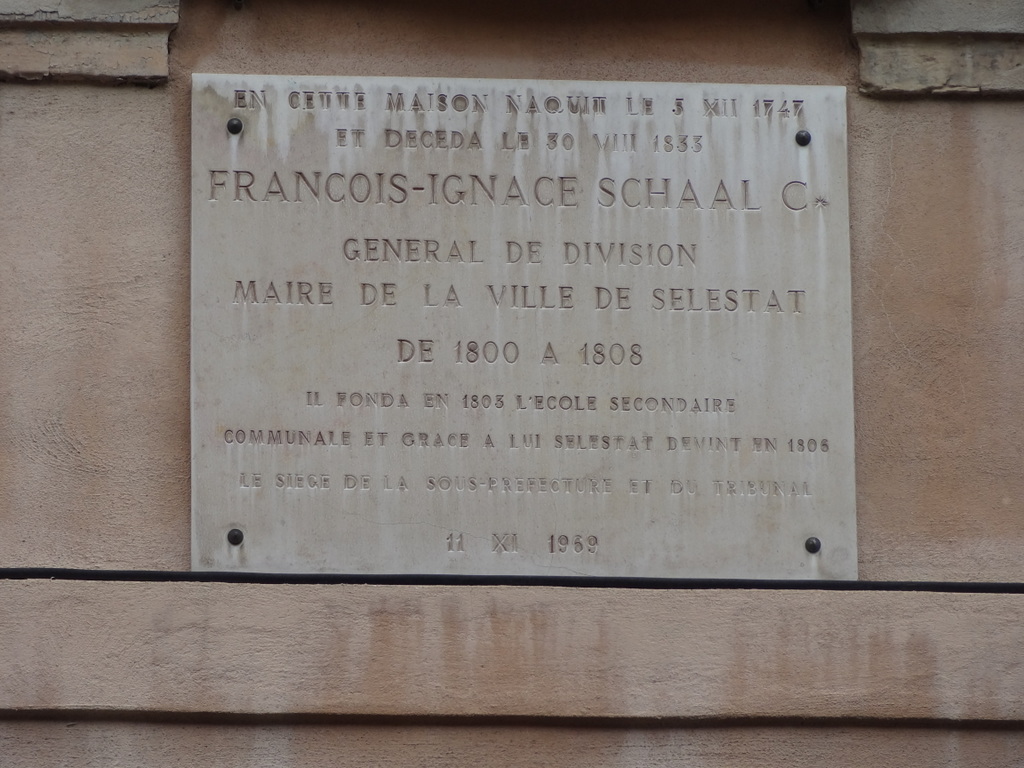 EN CETTE MAISON NAQUIT LE 5 XII 1747
ET DECEDA LE 30 VIII 1833
FRANCOIS-IGNACE SCHAAL C*
GENERAL DE DIVISION
MAIRE DE LA VILLE DE SELESTAT
DE 1800 A 1808
IL FONDA EN 1803 L'ECOLE SECONDAIRE
COMMUNALE ET GRACE A LUI SELESTAT DEVINT EN 1806
LE SIEGE DE LA SOUS-PREFECTURE ET DU TRIBUNAL
11 XI 1969